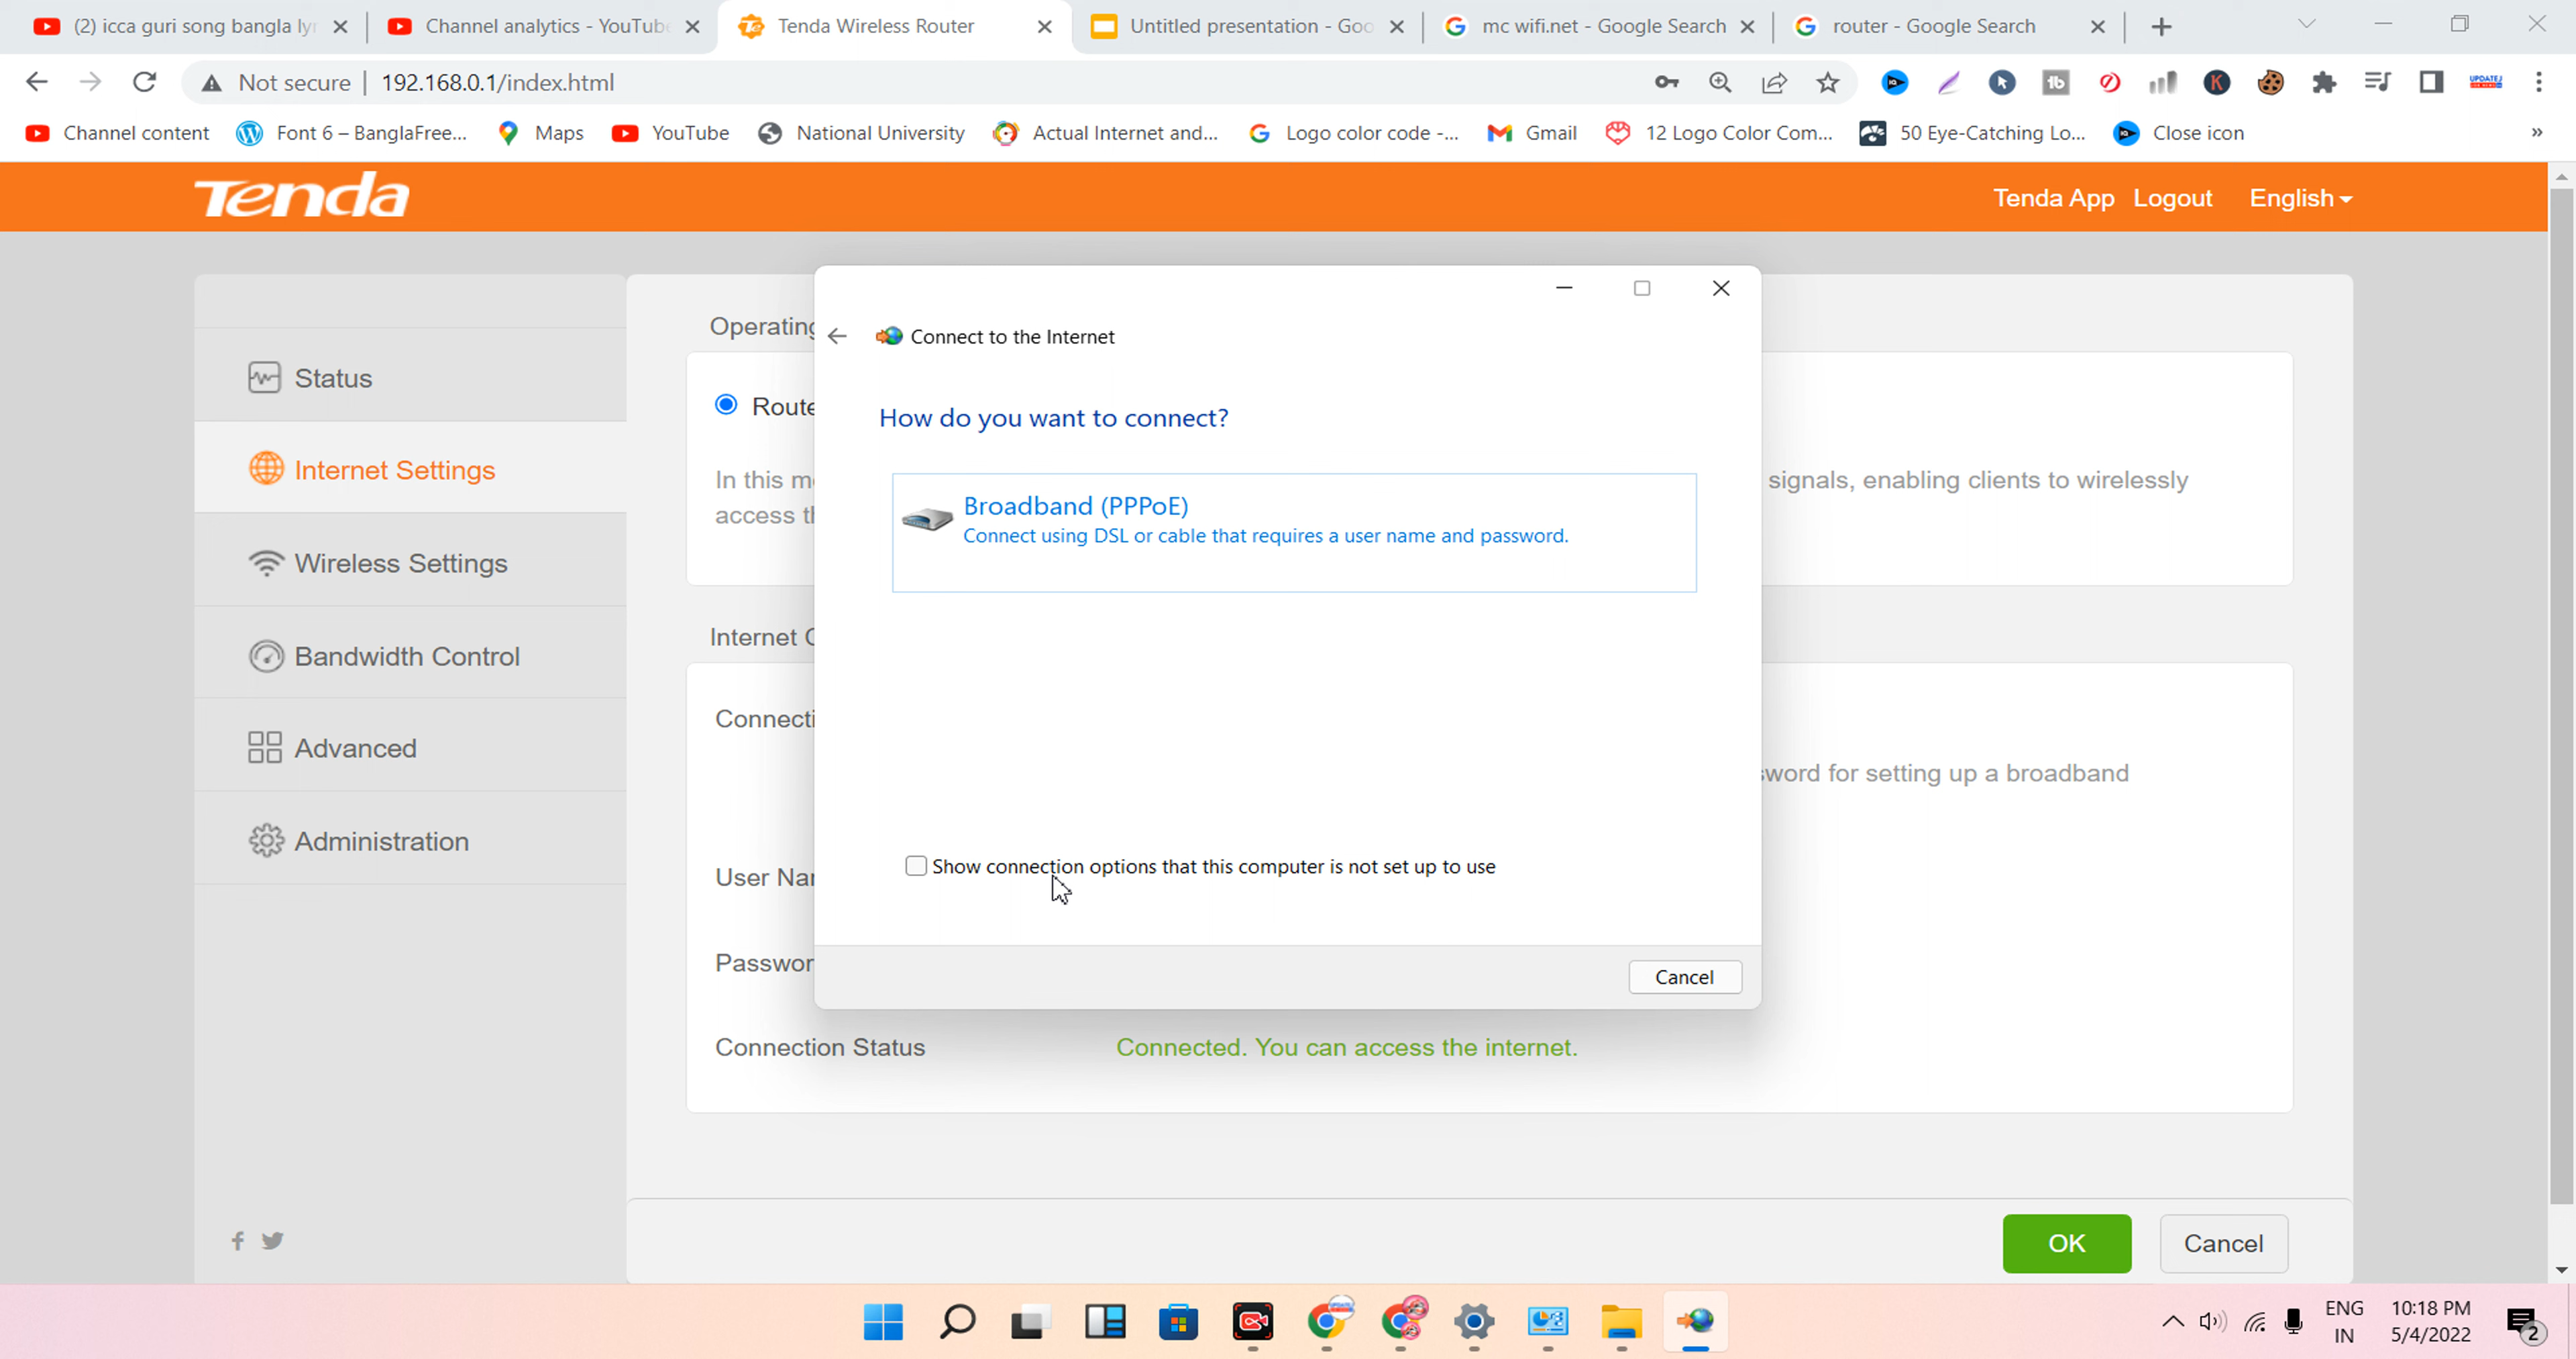 (2) icca guri song bangla lyr
Channel analytics - YouTube
Tenda Wireless Router
Untitled presentation - Goo
mc wifi.net - Google Search
router - Google Search
Not secure | 192.168.0.1/index.html
Channel content
Font 6 – BanglaFree...
Maps
YouTube
National University
Actual Internet and...
Logo color code -...
Gmail
12 Logo Color Com...
50 Eye-Catching Lo...
Close icon
»
Tenda
Tenda App Logout English
Status
Internet Settings
Wireless Settings
Bandwidth Control
Advanced
Administration
Operating
Route
In this m
signals, enabling clients to wirelessly
access th
Internet C
Connecti
sword for setting up a broadband
User Nar
Passwor
Connection Status
Connected. You can access the internet.
OK
Cancel
Connect to the Internet
How do you want to connect?
Broadband (PPPoE)
Connect using DSL or cable that requires a user name and password.
Show connection options that this computer is not set up to use
Cancel
ENG
IN
10:18 PM
5/4/2022
2